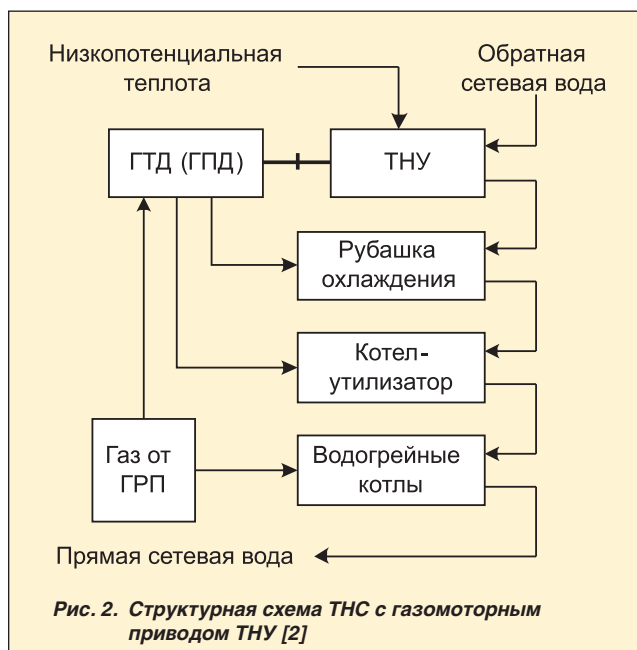 Низкопотенциальная
теплота
Обратная
сетевая вода
ГТД (ГПД)
ТНУ
Рубашка
охлаждения
Котел-
утилизатор
Газ от
ГРП
Водогрейные
котлы
Прямая сетевая вода
Рис. 2. Структурная схема ТНС с газомоторным
приводом ТНУ [2]